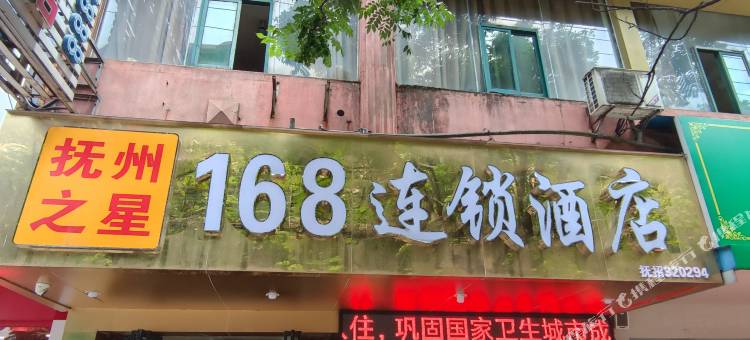 抚州
之星
168连锁酒店
抚招320294
住，巩固国家卫生城市成